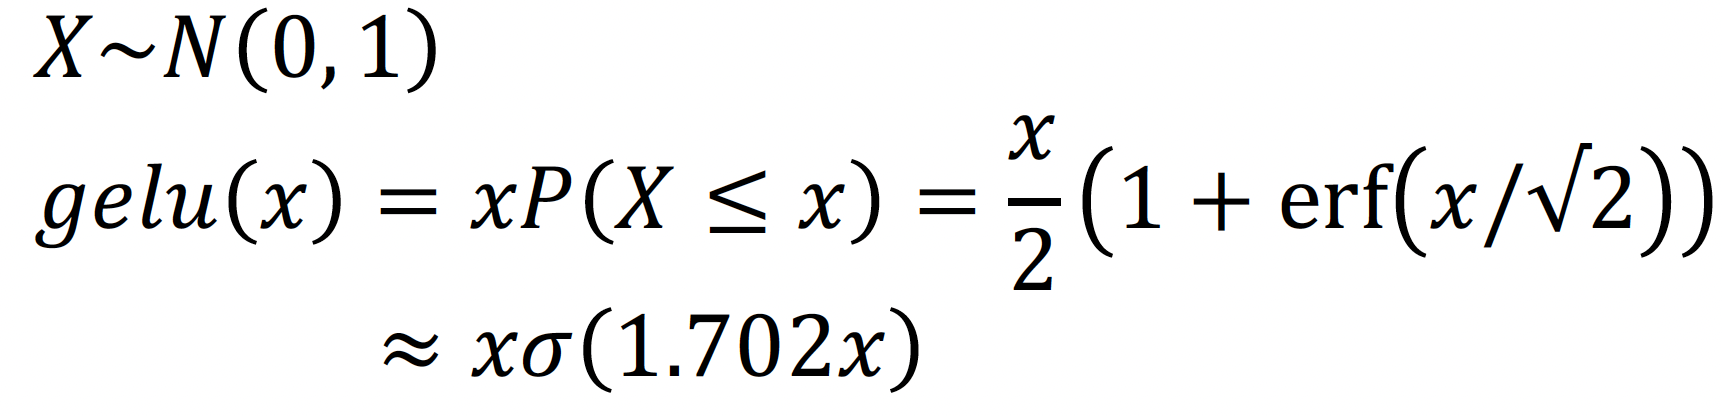 X~N(0, 1)
gelu(x) = xP(X ≤ x) = x/2 (1 + erf(x/√2))
≈ xσ(1.702x)